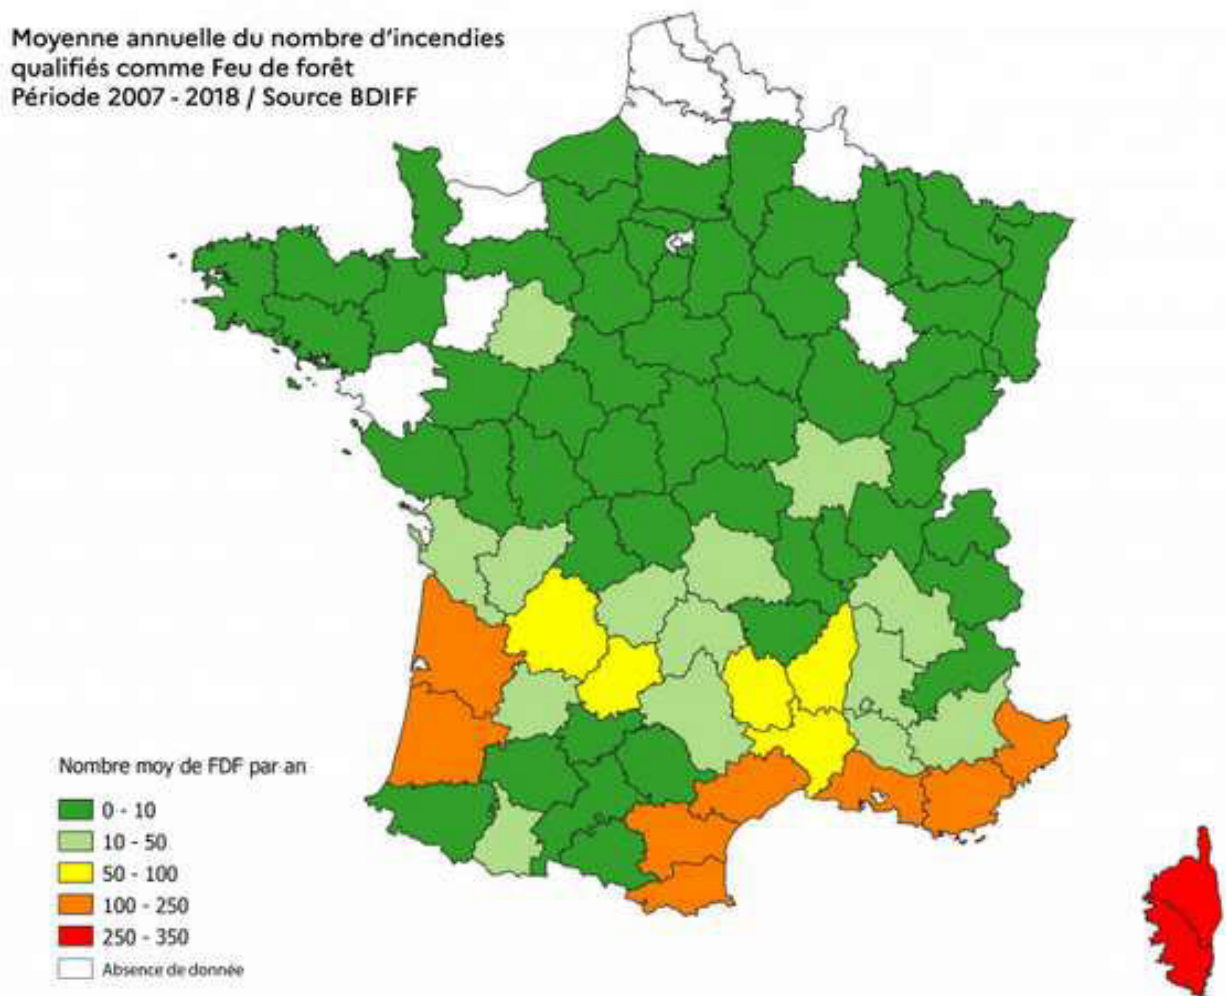 Moyenne annuelle du nombre d'incendies
qualifiés comme Feu de forêt
Période 2007 - 2018 / Source BDIFF
Nombre moy de FDF par an
0 - 10
10 - 50
50 - 100
100 - 250
250 - 350
Absence de donnée